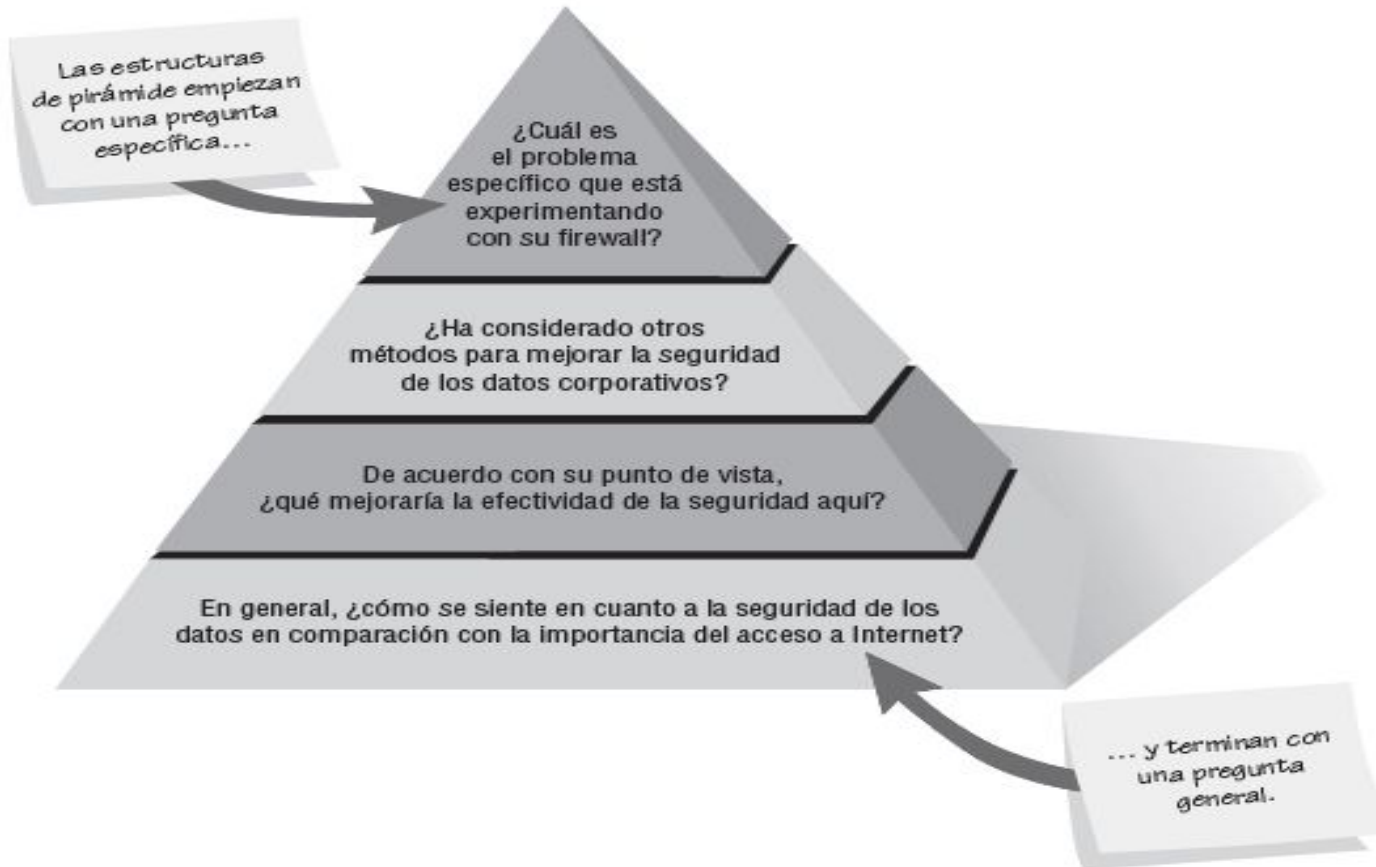 Las estructuras
de pirámide empiezan
con una pregunta
específica...
¿Cuál es
el problema
específico que está
experimentando
con su firewall?
¿Ha considerado otros
métodos para mejorar la seguridad
de los datos corporativos?
De acuerdo con su punto de vista,
¿qué mejoraría la efectividad de la seguridad aquí?
En general, ¿cómo se siente en cuanto a la seguridad de los
datos en comparación con la importancia del acceso a Internet?
... y terminan con
una pregunta
general.